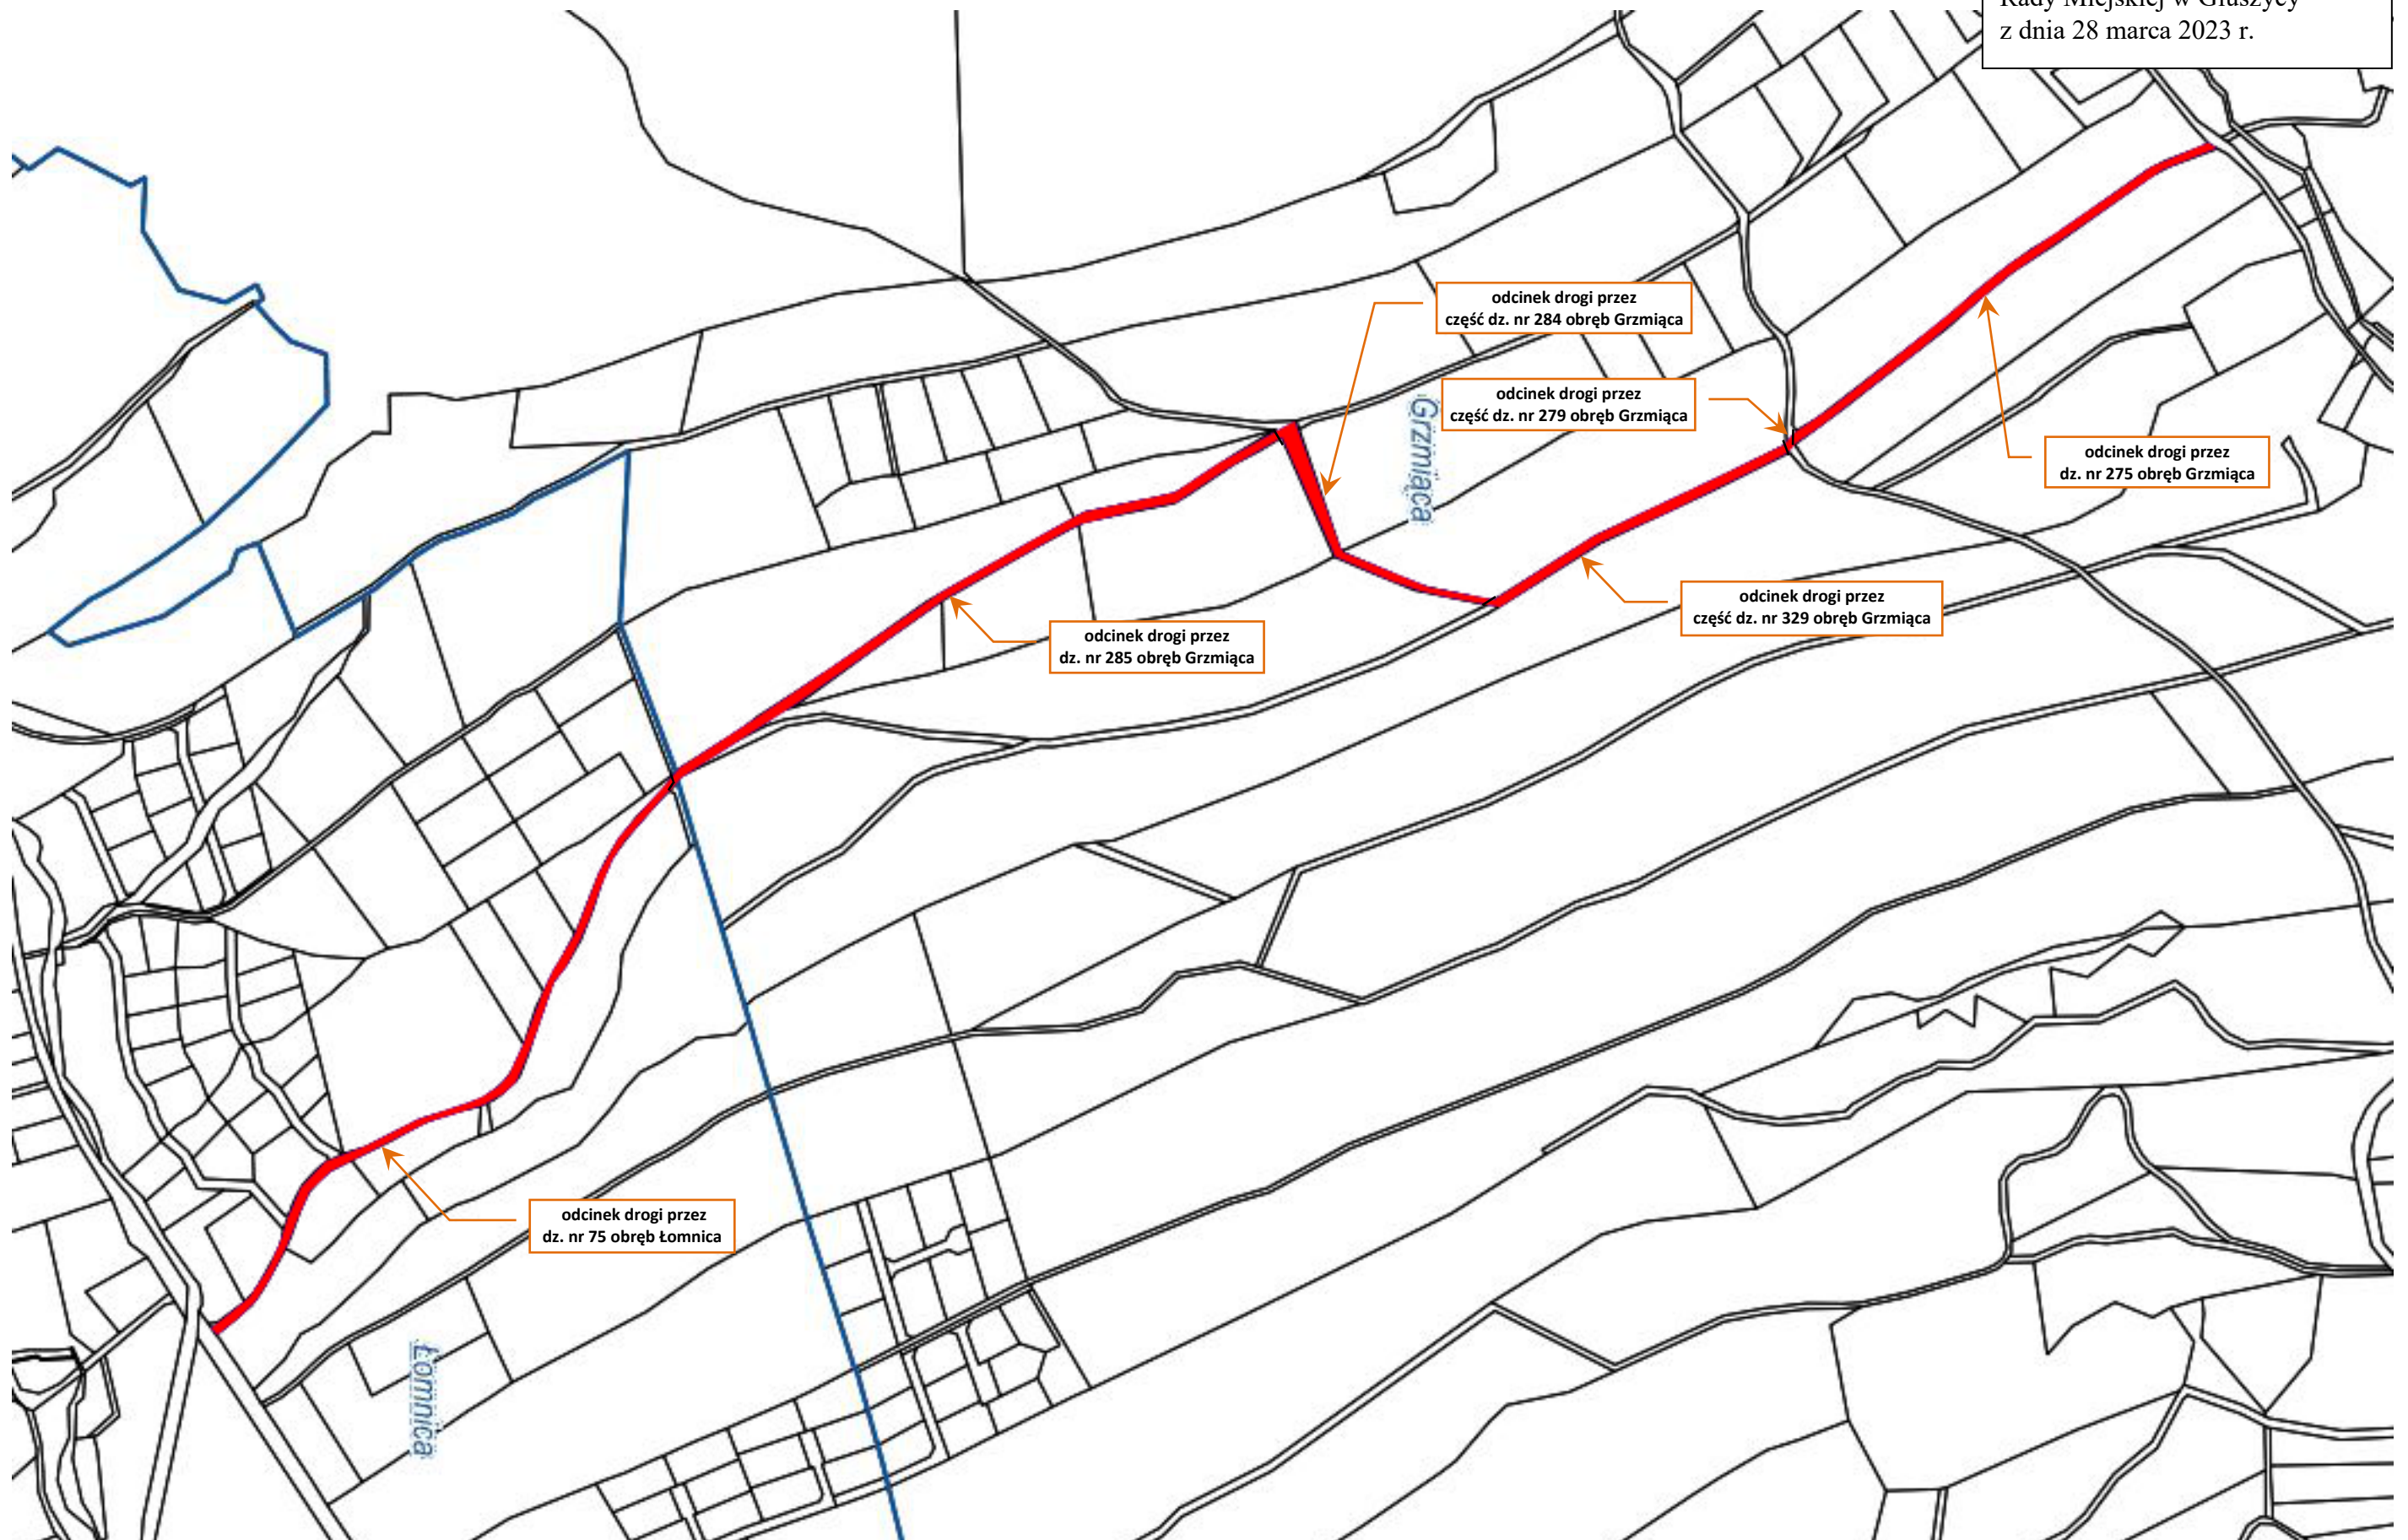 Rady Miejskiej w Głuszycy
z dnia 28 marca 2023 r.
odcinek drogi przez
część dz. nr 284 obręb Grzmiąca
odcinek drogi przez
część dz. nr 279 obręb Grzmiąca
Grzmiąca
odcinek drogi przez
dz. nr 275 obręb Grzmiąca
odcinek drogi przez
część dz. nr 329 obręb Grzmiąca
odcinek drogi przez
dz. nr 285 obręb Grzmiąca
odcinek drogi przez
dz. nr 75 obręb Łomnica
Łomnica